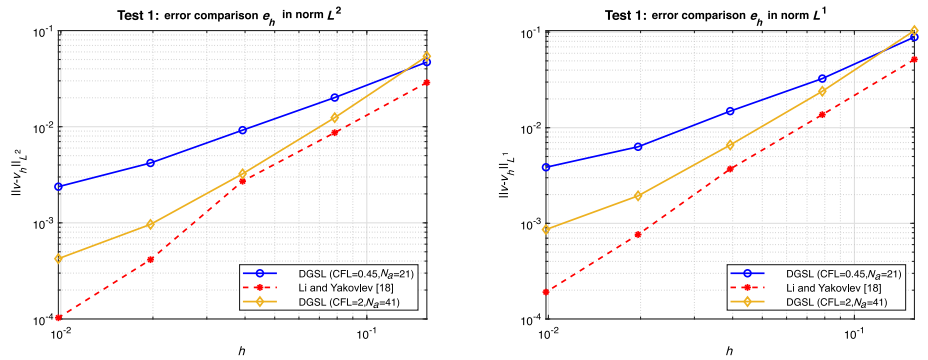 Test 1: error comparison e_h in norm L^2
10^-1
10^-2
10^-3
10^-4
||v-v_h||_L^2
DGSL (CFL=0.45,N_a=21)
Li and Yakovlev [18]
DGSL (CFL=2,N_a=41)
10^-2
10^-1
h
Test 1: error comparison e_h in norm L^1
10^-1
10^-2
10^-3
10^-4
||v-v_h||_L^1
DGSL (CFL=0.45,N_a=21)
Li and Yakovlev [18]
DGSL (CFL=2,N_a=41)
10^-2
10^-1
h